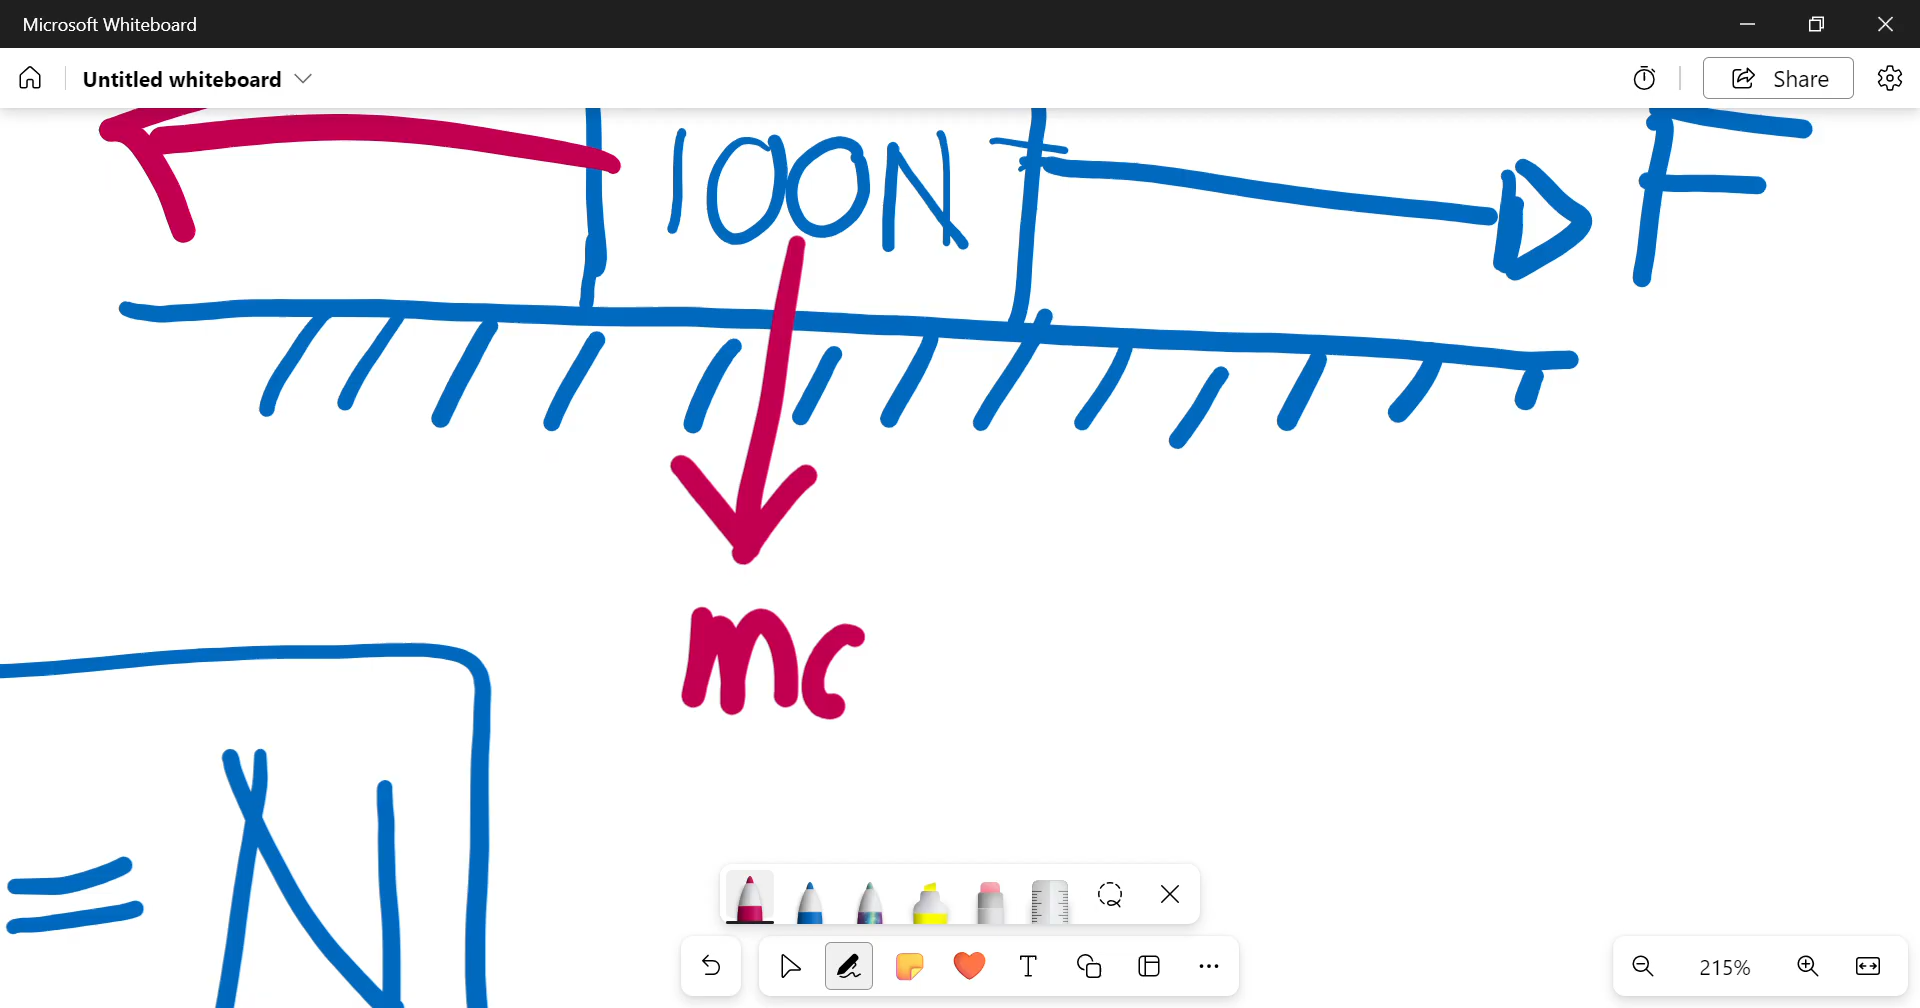 Microsoft Whiteboard
Untitled whiteboard
Share
100N
F
mc
= N
215%